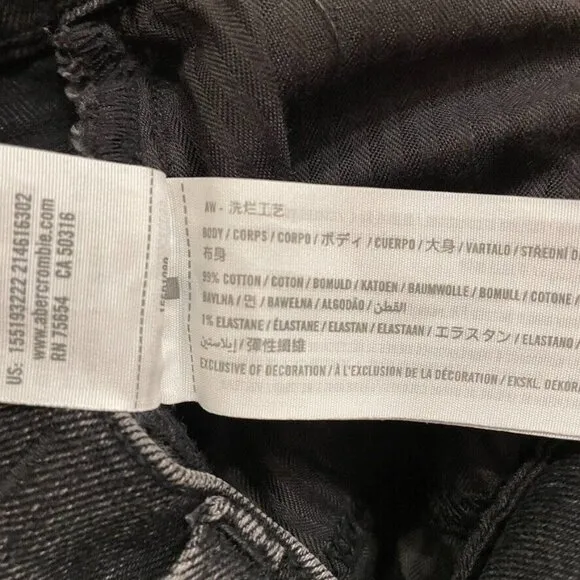 US: 155193222 214616302
www.abercrombie.com
RN 75654 CA 50316
AW - 洗烂工艺
BODY / CORPS / CORPO / ボディ / CUERPO / 大身 / VARTALO / STŘEDNÍ
布身
99% COTTON / COTON / BOMULD / KATOEN / BAUMWOLLE / BOMULL / COTONE
BAVLNA / 면 / BAWEŁNA / ALGODÃO / القطن
1% ELASTANE / ÉLASTANE / ELASTAN / ELASTAAN / エラスタン / ELASTANO
إيلاستين / 彈性纖維
EXCLUSIVE OF DECORATION / À L'EXCLUSION DE LA DÉCORATION / EKSKL.